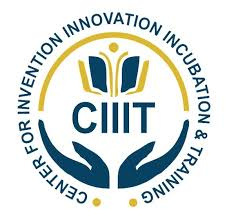 CENTER FOR INVENTION INNOVATION INCUBATION & TRAINING
CIIIT